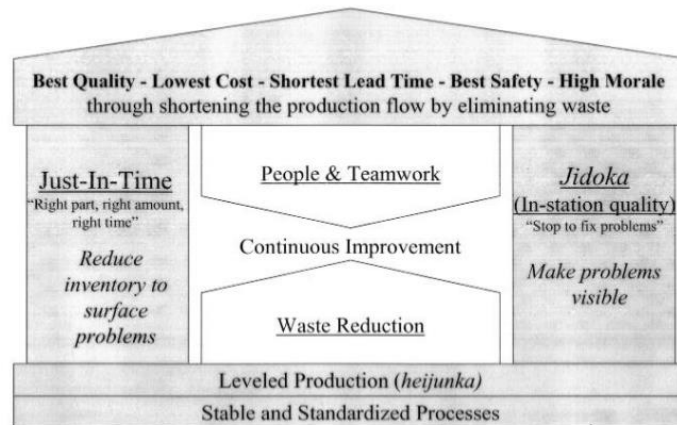 Best Quality - Lowest Cost - Shortest Lead Time - Best Safety - High Morale
through shortening the production flow by eliminating waste
Just-In-Time
“Right part, right amount,
right time”
Reduce
inventory to
surface
problems
People & Teamwork
Continuous Improvement
Waste Reduction
Jidoka
(In-station quality)
“Stop to fix problems”
Make problems
visible
Leveled Production (heijunka)
Stable and Standardized Processes